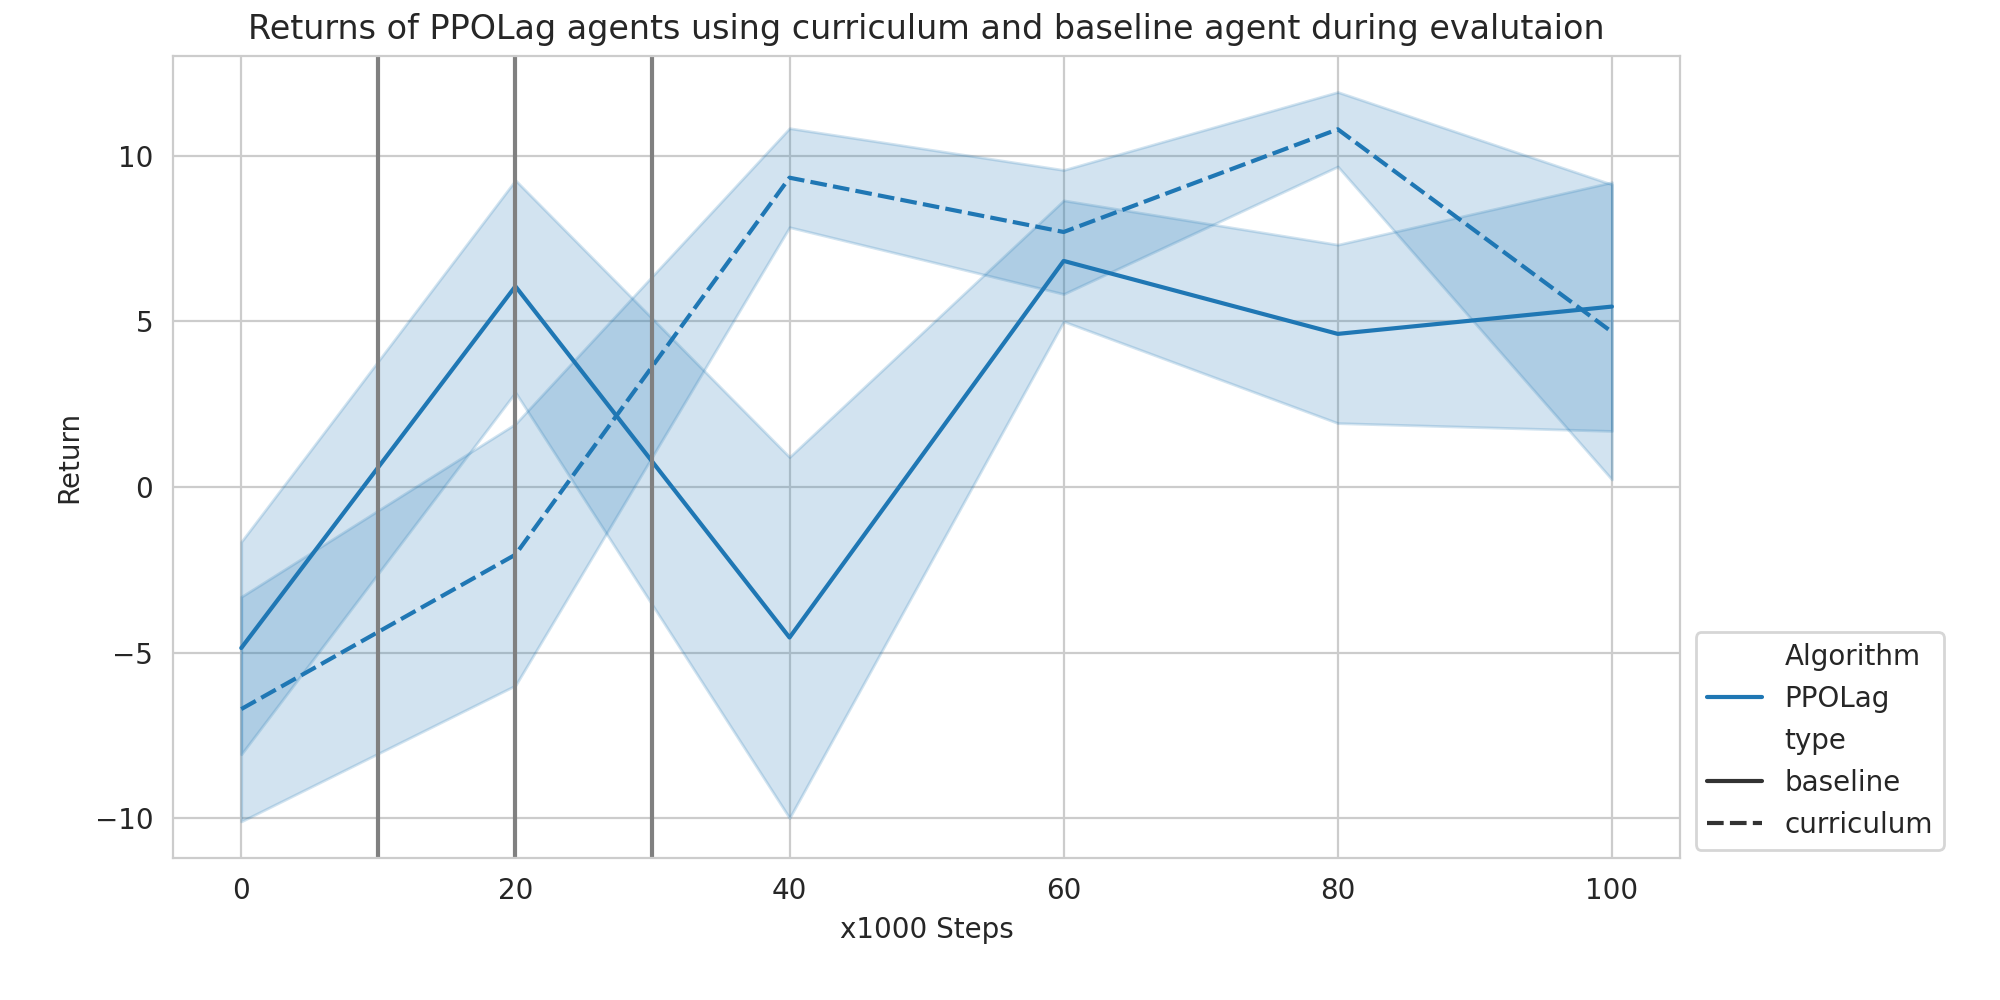 Returns of PPOLag agents using curriculum and baseline agent during evalutaion
10
5
0
−5
−10
Return
0 20 40 60 80 100
x1000 Steps
Algorithm
PPOLag
type
baseline
curriculum